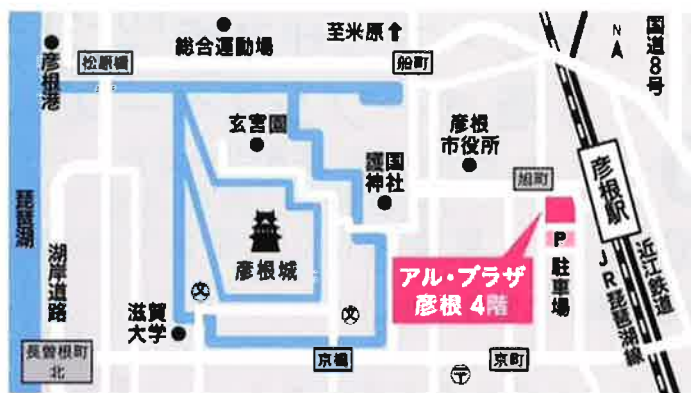 彦根港
総合運動場
至米原
松原橋
船町
N
国道8号
玄宮園
彦根
市役所
護国
神社
旭町
彦根駅
琵琶湖
湖岸道路
彦根城
アル・プラザ
彦根 4階
P
駐車場
近江鉄道
JR琵琶湖線
文
文
滋賀
大学
長曽根町
北
京橋
京町
〒